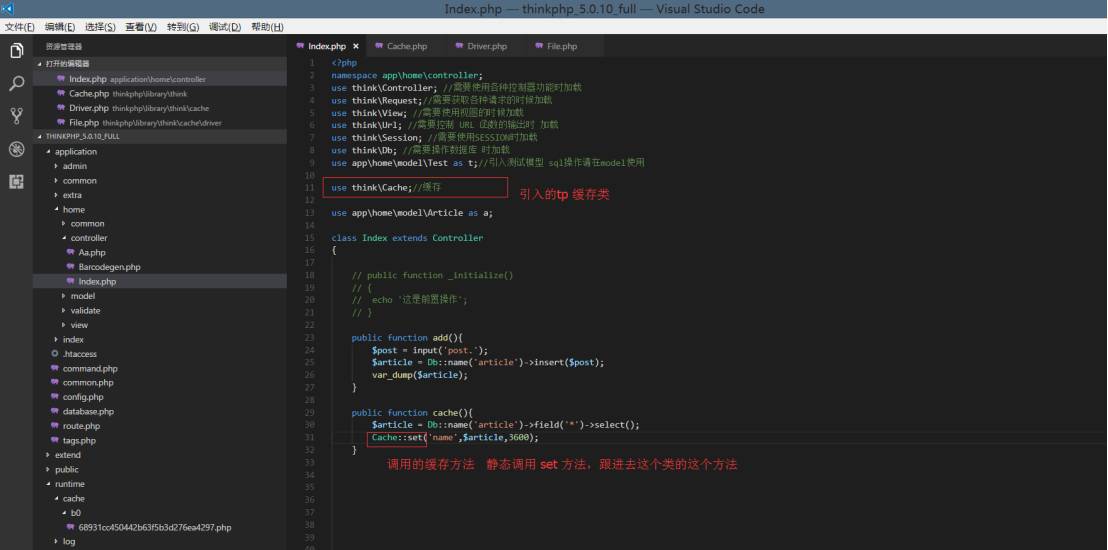 Index.php — thinkphp_5.0.10_full — Visual Studio Code
文件(F) 编辑(E) 选择(S) 查看(V) 转到(G) 调试(D) 帮助(H)
资源管理器
打开的编辑器
Index.php application\home\controller
Cache.php thinkphp\library\think
Driver.php thinkphp\library\think\cache
File.php thinkphp\library\think\cache\driver
THINKPHP_5.0.10_FULL
application
admin
common
extra
home
common
controller
Aa.php
Barcodegen.php
Index.php
model
validate
view
index
.htaccess
command.php
common.php
config.php
database.php
route.php
tags.php
extend
public
runtime
cache
b0
68931cc450442b63f5b3d276ea4297.php
log
Index.php Cache.php Driver.php File.php
1 <?php
2 namespace app\home\controller;
3 use think\Controller; //需要使用各种控制器功能时加载
4 use think\Request;//需要获取各种请求的时候加载
5 use think\View; //需要使用视图的时候加载
6 use think\Url; //需要控制 URL 函数的输出时 加载
7 use think\Session; //需要使用SESSION时加载
8 use think\Db; //需要操作数据库 时加载
9 use app\home\model\Test as t;//引入测试模型 sql操作请在model使用
10
11 use think\Cache;//缓存
引入的tp 缓存类
12
13 use app\home\model\Article as a;
14
15 class Index extends Controller
16 {
17
18 // public function _initialize()
19 // {
20 // echo '这是前置操作';
21 // }
22
23 public function add(){
24 $post = input('post.');
25 $article = Db::name('article')->insert($post);
26 var_dump($article);
27 }
28
29 public function cache(){
30 $article = Db::name('article')->field('*')->select();
31 Cache::set('name',$article,3600);
32 }
33 调用的缓存方法 静态调用 set 方法，跟进去这个类的这个方法
34
35
36
37
38
39
40